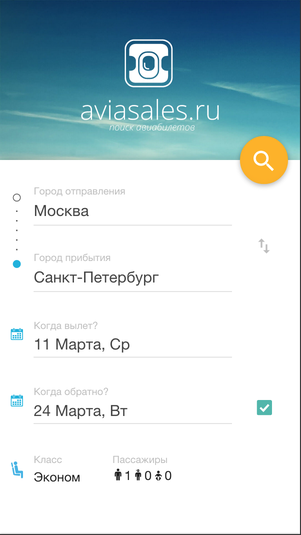 aviasales.ru
поиск авиабилетов
Город отправления
Москва
Город прибытия
Санкт-Петербург
Когда вылет?
11 Марта, Ср
Когда обратно?
24 Марта, Вт
Класс Пассажиры
Эконом 1 0 0